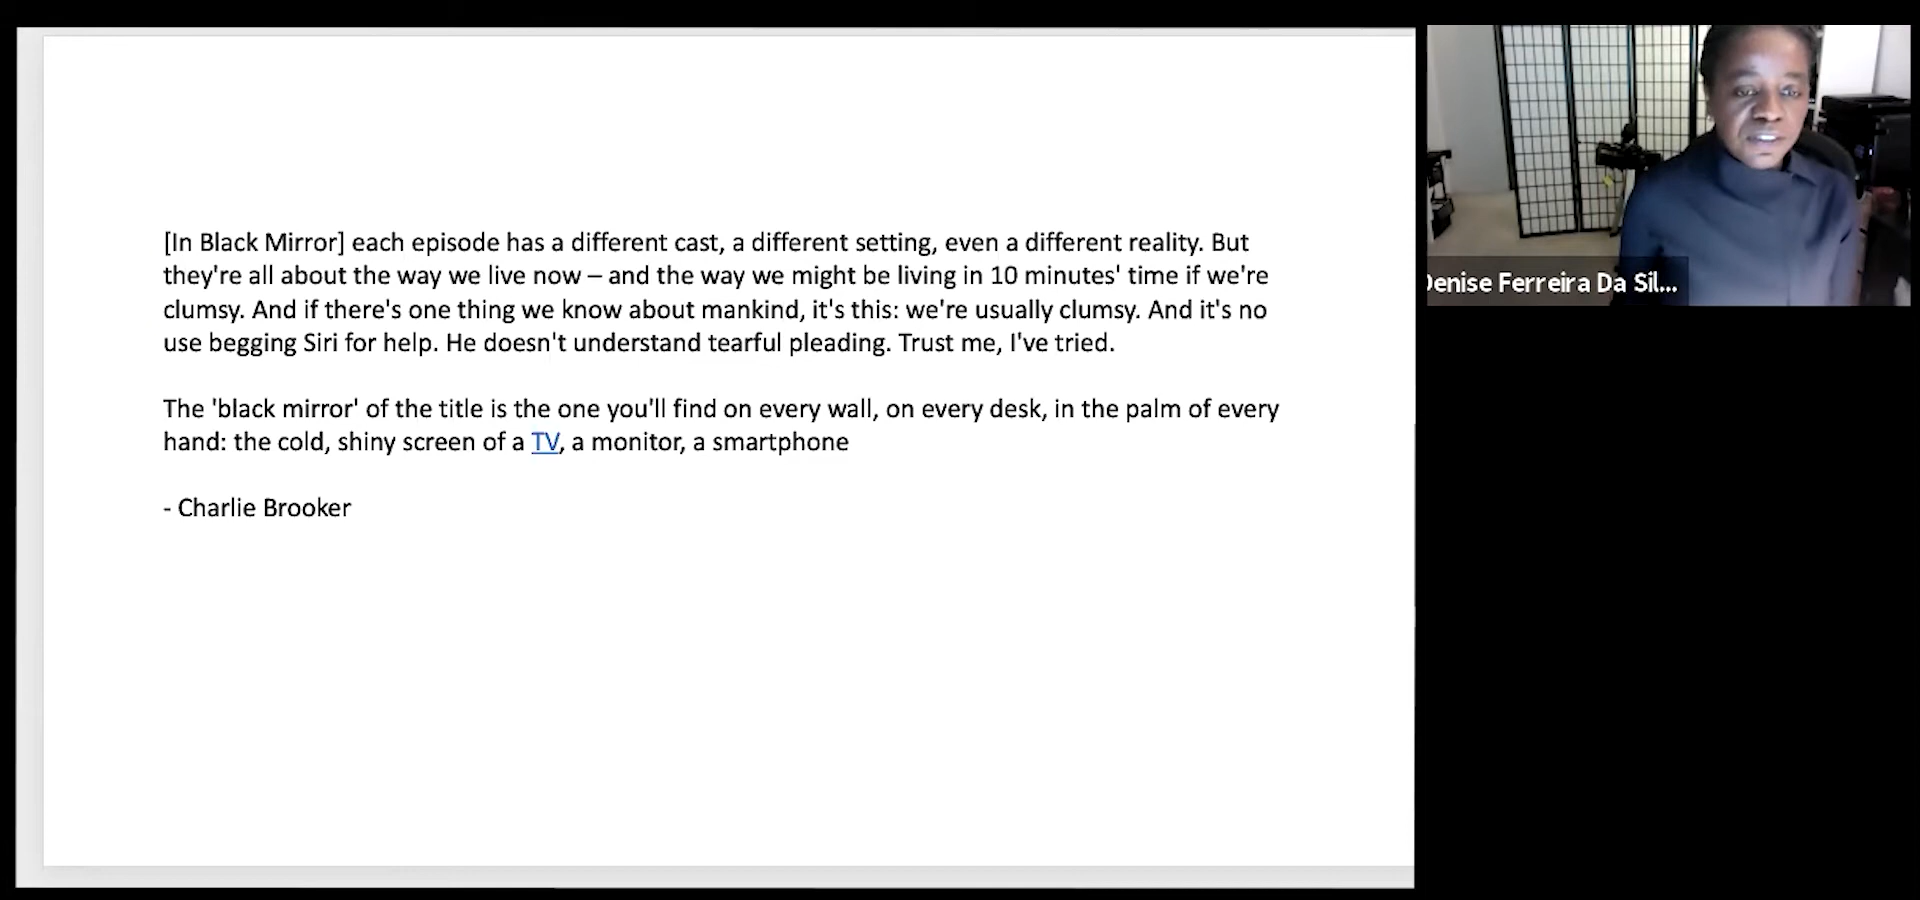 [In Black Mirror] each episode has a different cast, a different setting, even a different reality. But
they're all about the way we live now – and the way we might be living in 10 minutes' time if we're
clumsy. And if there's one thing we know about mankind, it's this: we're usually clumsy. And it's no
use begging Siri for help. He doesn't understand tearful pleading. Trust me, I've tried.
The 'black mirror' of the title is the one you'll find on every wall, on every desk, in the palm of every
hand: the cold, shiny screen of a TV, a monitor, a smartphone
- Charlie Brooker
Denise Ferreira Da Sil...